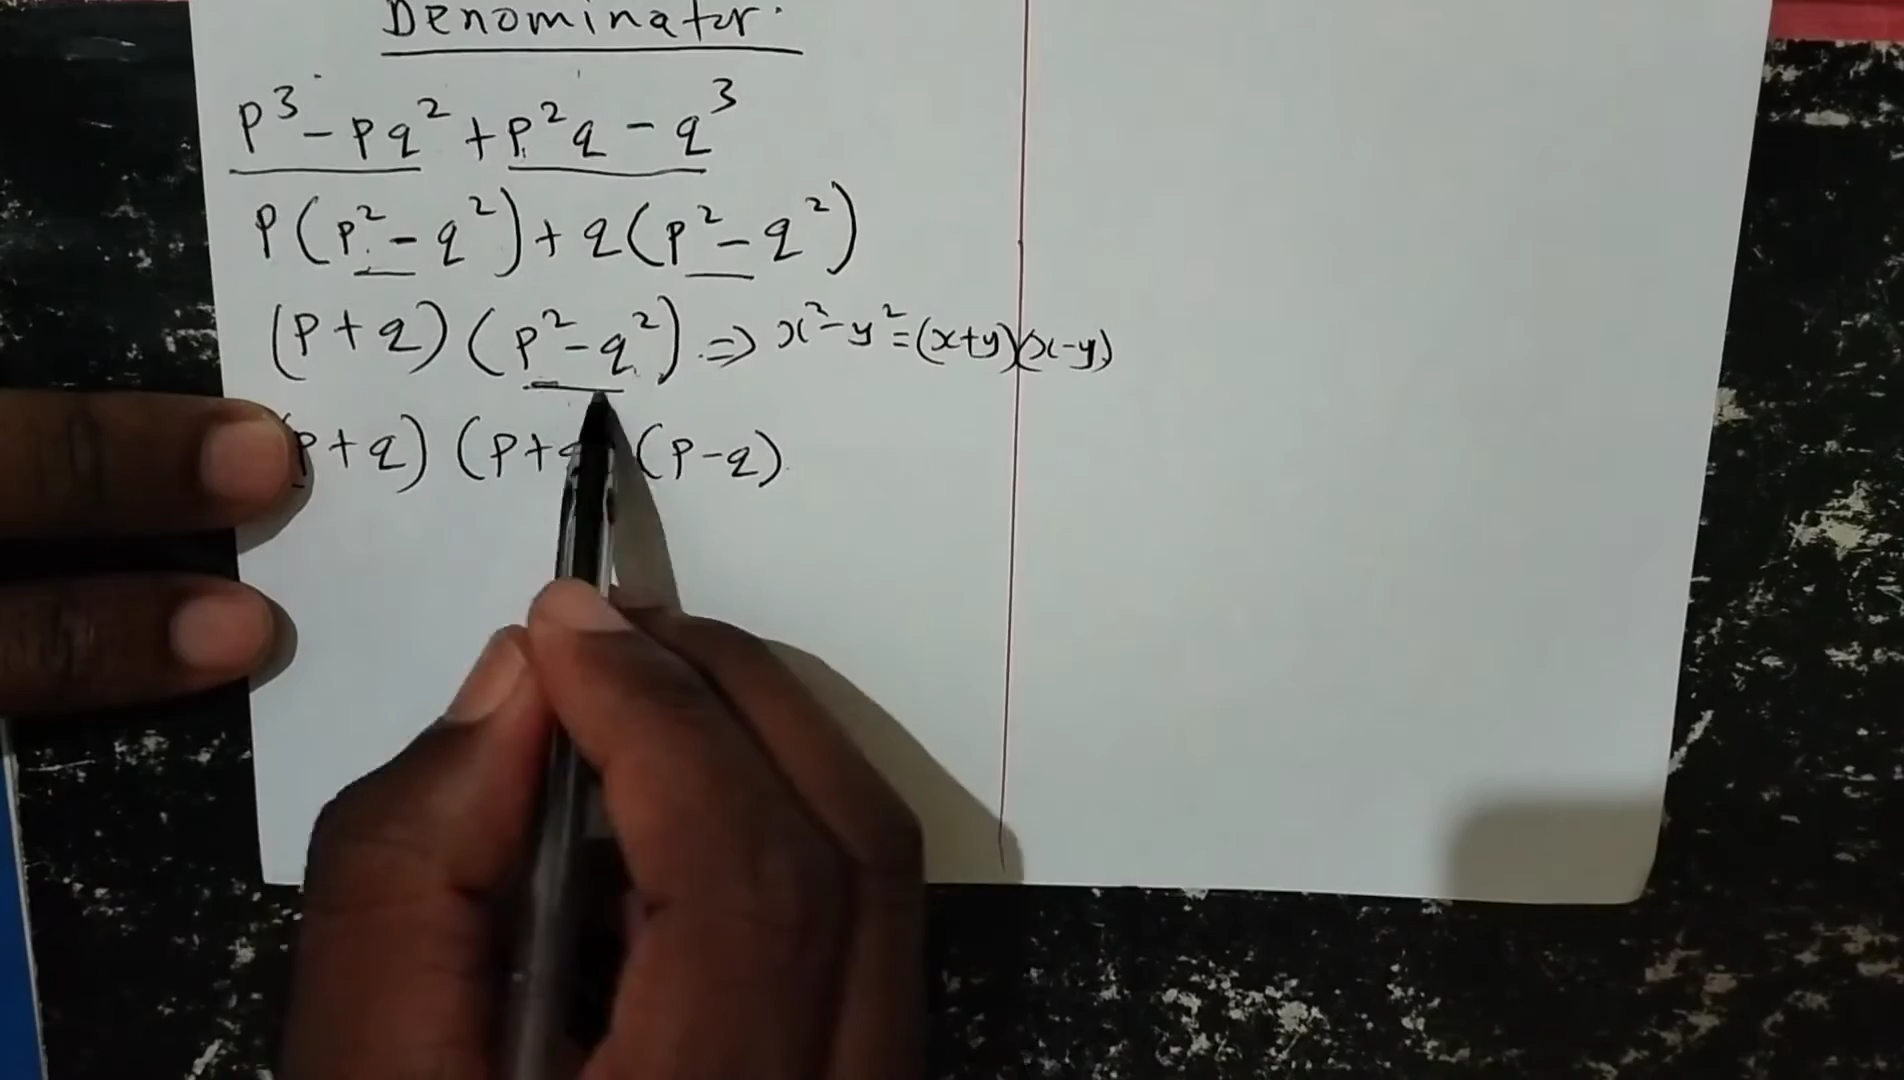 Denominator.
p³ - pq² + p²q - q³
p(p² - q²) + q(p² - q²)
(p + q)(p² - q²) ⇒ x² - y² = (x+y)(x-y)
(p + q)(p + q)(p - q)